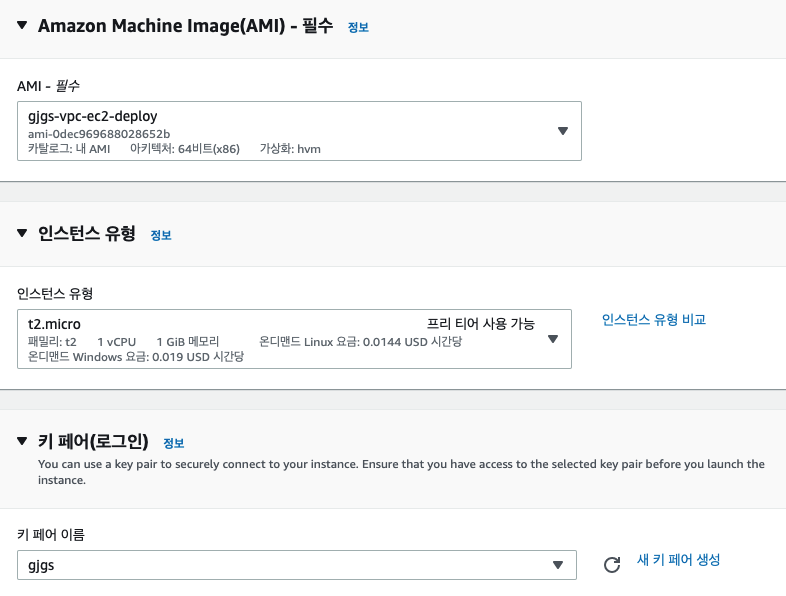 Amazon Machine Image(AMI) - 필수 정보
AMI - 필수
gjgs-vpc-ec2-deploy
ami-0dec969688028652b
카탈로그: 내 AMI 아키텍처: 64비트(x86) 가상화: hvm
인스턴스 유형 정보
인스턴스 유형
t2.micro 프리 티어 사용 가능
패밀리: t2 1 vCPU 1 GiB 메모리 온디맨드 Linux 요금: 0.0144 USD 시간당
온디맨드 Windows 요금: 0.019 USD 시간당
인스턴스 유형 비교
키 페어(로그인) 정보
You can use a key pair to securely connect to your instance. Ensure that you have access to the selected key pair before you launch the
instance.
키 페어 이름
gjgs
새 키 페어 생성